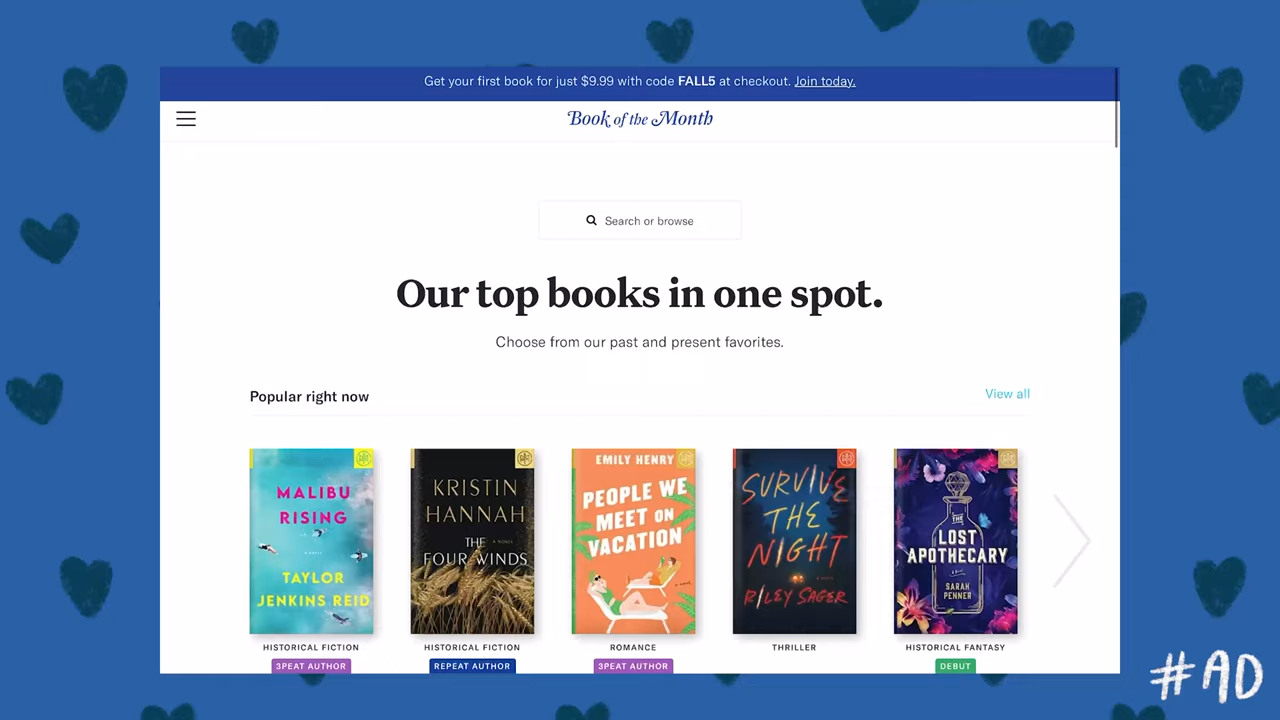 Get your first book for just $9.99 with code FALL5 at checkout. Join today.
Book of the Month
Search or browse
Our top books in one spot.
Choose from our past and present favorites.
Popular right now
View all
MALIBU
RISING
A NOVEL
TAYLOR
JENKINS REID
KRISTIN
HANNAH
THE
A NOVEL
FOUR WINDS
EMILY HENRY
PEOPLE WE
MEET ON
VACATION
SURVIVE
THE
NIGHT
A NOVEL
RILEY SAGER
THE
LOST
APOTHECARY
SARAH
PENNER
HISTORICAL FICTION
HISTORICAL FICTION
ROMANCE
THRILLER
HISTORICAL FANTASY
3PEAT AUTHOR
REPEAT AUTHOR
3PEAT AUTHOR
DEBUT
#AD